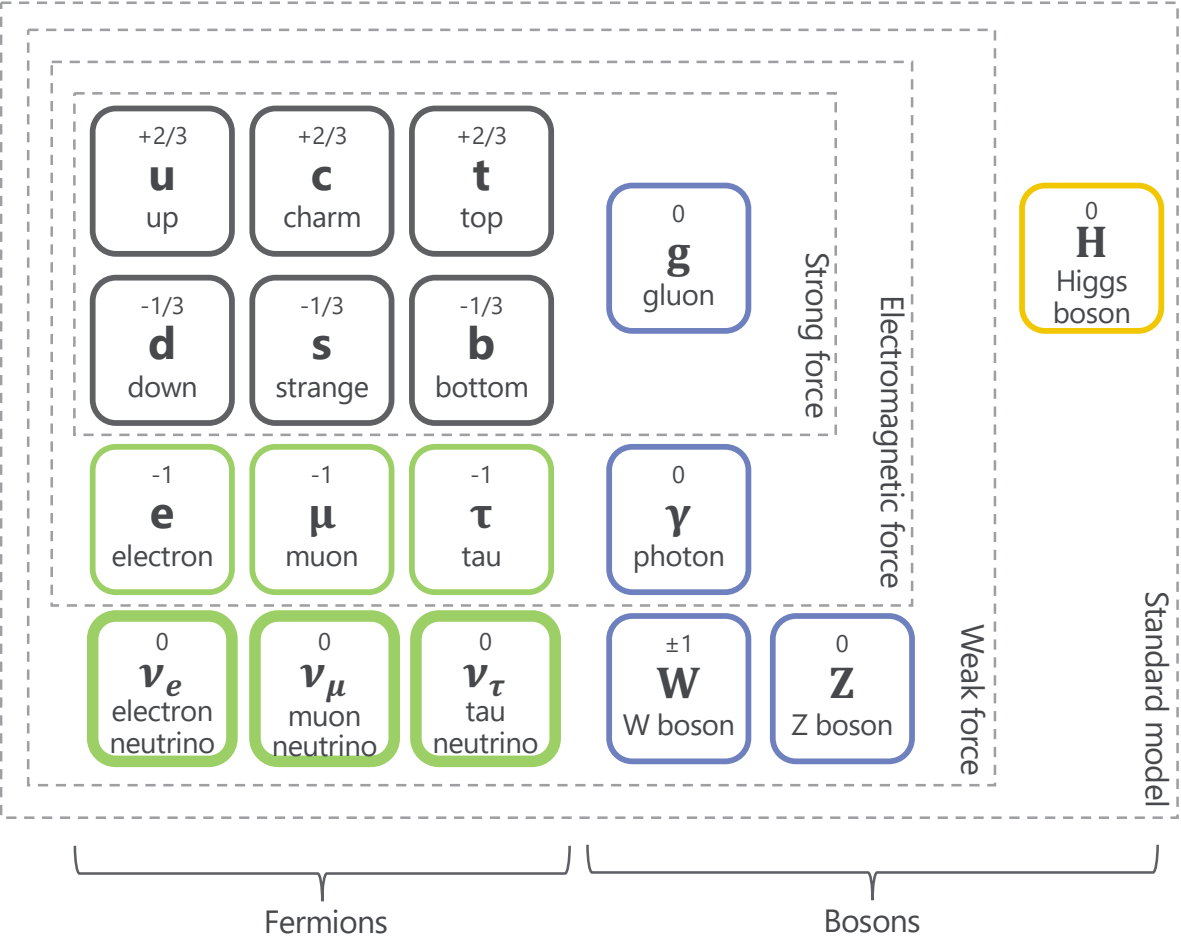 +2/3
u
up
+2/3
c
charm
+2/3
t
top
0
g
gluon
0
H
Higgs
boson
-1/3
d
down
-1/3
s
strange
-1/3
b
bottom
Strong force
Electromagnetic force
-1
e
electron
-1
μ
muon
-1
τ
tau
0
γ
photon
0
νe
electron
neutrino
0
νμ
muon
neutrino
0
ντ
tau
neutrino
±1
W
W boson
0
Z
Z boson
Weak force
Standard model
Fermions
Bosons